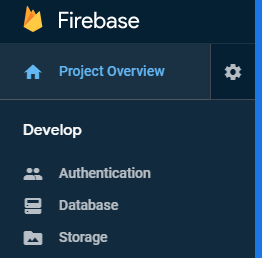 Firebase
Project Overview
Develop
Authentication
Database
Storage